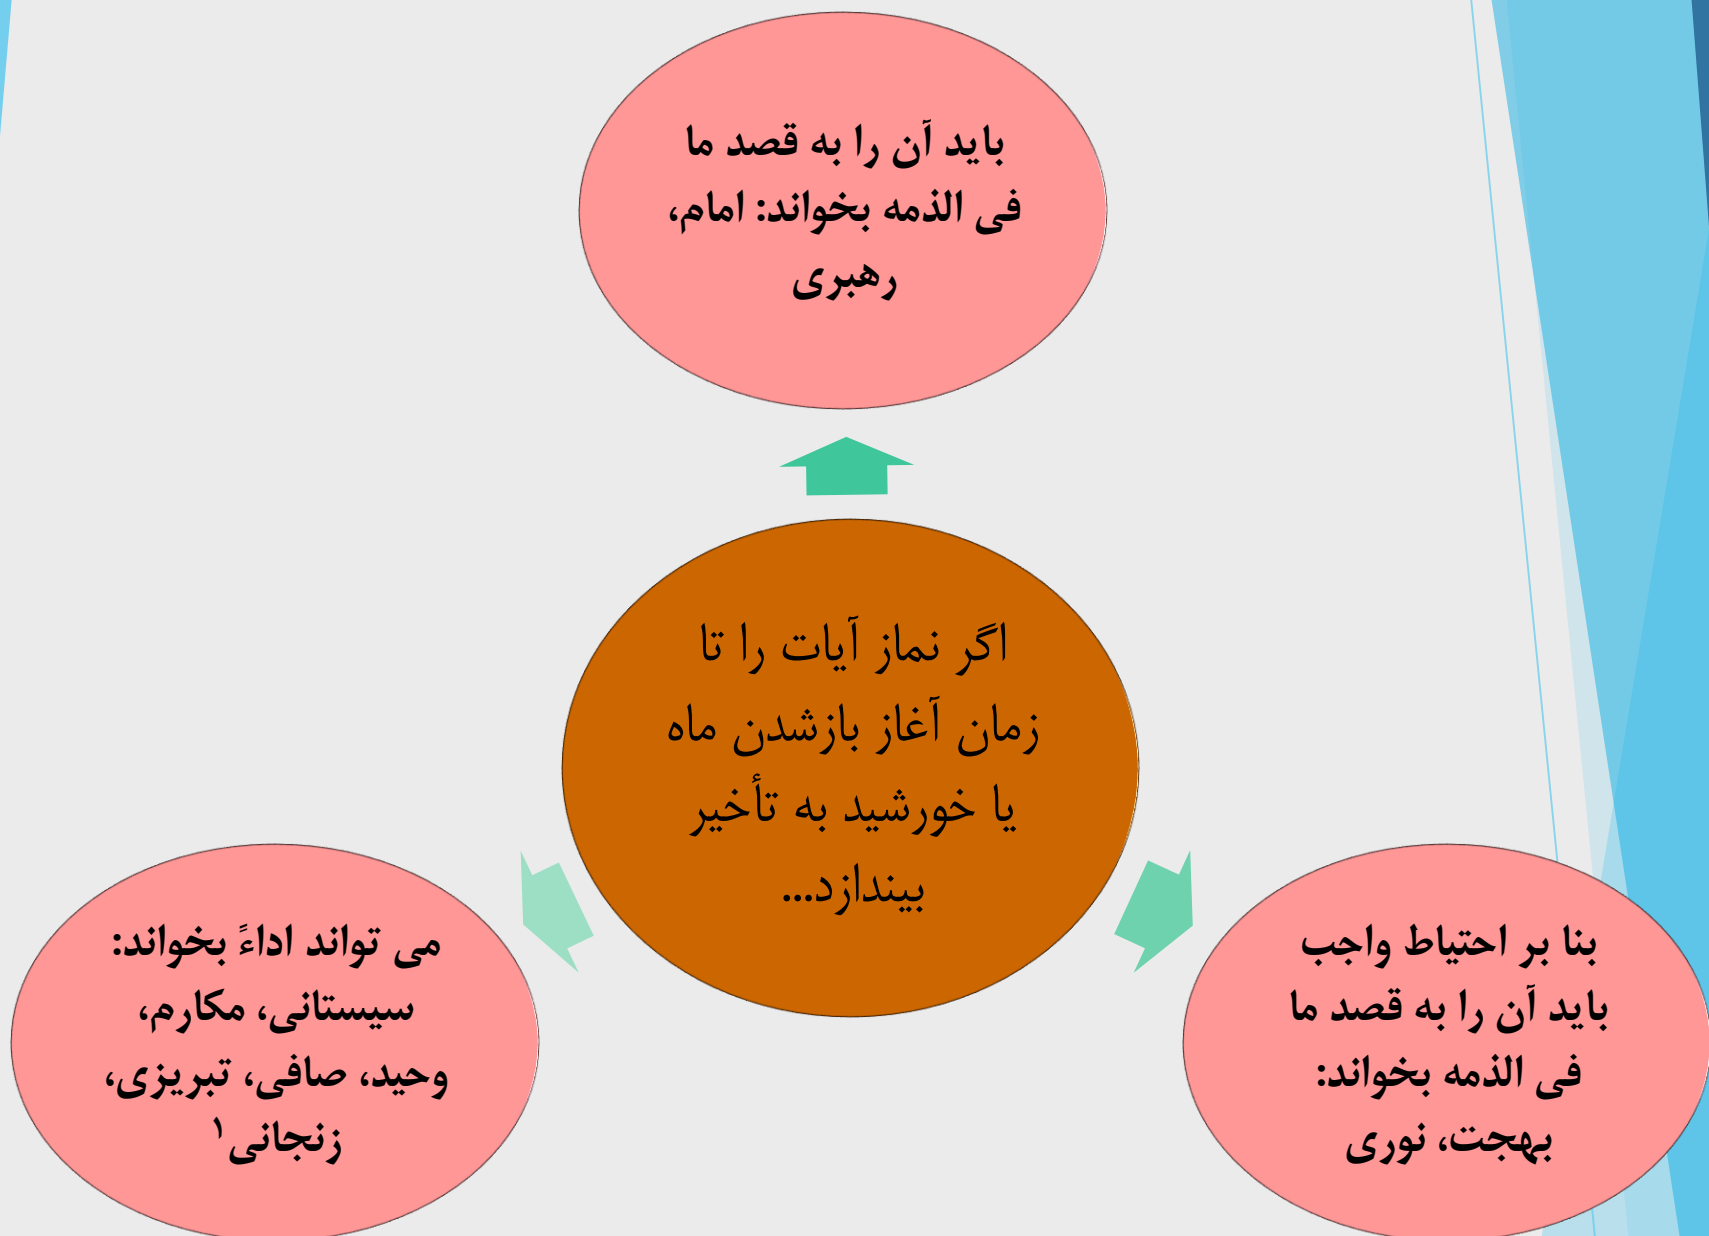 باید آن را به قصد ما
فی الذمه بخواند: امام،
رهبری
اگر نماز آیات را تا
زمان آغاز بازشدن ماه
یا خورشید به تأخیر
بیندازد...
بنا بر احتیاط واجب
باید آن را به قصد ما
فی الذمه بخواند:
بهجت، نوری
می تواند اداءً بخواند:
سیستانی، مکارم،
وحید، صافی، تبریزی،
زنجانی۱